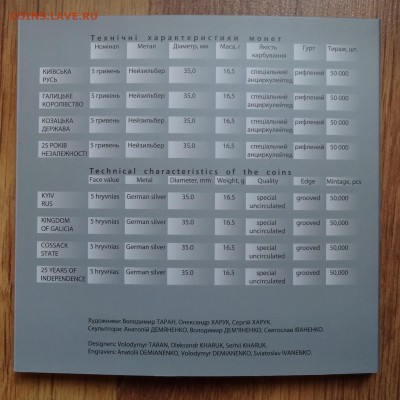 COINS.LAVE.RU
Технічні характеристики монет
Номінал Метал Діаметр, мм Маса, г Якість карбування Гурт Тираж, шт.
КИЇВСЬКА РУСЬ 5 гривень Нейзильбер 35,0 16,5 спеціальний анциркулейтед рифлений 50 000
ГАЛИЦЬКЕ КОРОЛІВСТВО 5 гривень Нейзильбер 35,0 16,5 спеціальний анциркулейтед рифлений 50 000
КОЗАЦЬКА ДЕРЖАВА 5 гривень Нейзильбер 35,0 16,5 спеціальний анциркулейтед рифлений 50 000
25 РОКІВ НЕЗАЛЕЖНОСТІ 5 гривень Нейзильбер 35,0 16,5 спеціальний анциркулейтед рифлений 50 000
Technical characteristics of the coins
Face value Metal Diameter, mm Weight, g Quality Edge Mintage, pcs
KYIV RUS 5 hryvnias German silver 35.0 16.5 special uncirculated grooved 50,000
KINGDOM OF GALICIA 5 hryvnias German silver 35.0 16.5 special uncirculated grooved 50,000
COSSACK STATE 5 hryvnias German silver 35.0 16.5 special uncirculated grooved 50,000
25 YEARS OF INDEPENDENCE 5 hryvnias German silver 35.0 16.5 special uncirculated grooved 50,000
Художники: Володимир ТАРАН, Олександр ХАРУК, Сергій ХАРУК.
Скульптори: Анатолій ДЕМЯНЕНКО, Володимир ДЕМ'ЯНЕНКО, Святослав ІВАНЕНКО.
Designers: Volodymyr TARAN, Oleksandr KHARUK, Serhii KHARUK.
Engravers: Anatolii DEMIANENKO, Volodymyr DEMIANENKO, Sviatoslav IVANENKO.